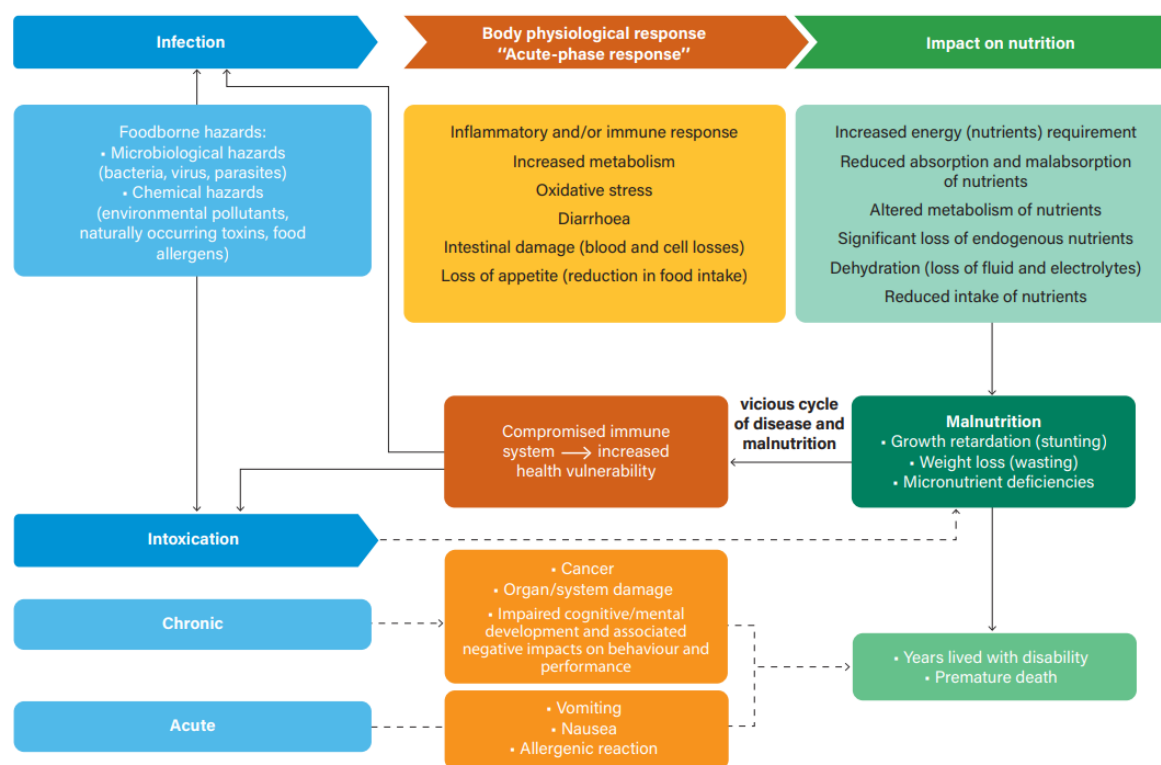 Infection
Body physiological response
“Acute-phase response”
Impact on nutrition
Foodborne hazards:
• Microbiological hazards
(bacteria, virus, parasites)
• Chemical hazards
(environmental pollutants,
naturally occurring toxins, food
allergens)
Inflammatory and/or immune response
Increased metabolism
Oxidative stress
Diarrhoea
Intestinal damage (blood and cell losses)
Loss of appetite (reduction in food intake)
Increased energy (nutrients) requirement
Reduced absorption and malabsorption
of nutrients
Altered metabolism of nutrients
Significant loss of endogenous nutrients
Dehydration (loss of fluid and electrolytes)
Reduced intake of nutrients
Compromised immune
system → increased
health vulnerability
vicious cycle
of disease and
malnutrition
Malnutrition
• Growth retardation (stunting)
• Weight loss (wasting)
• Micronutrient deficiencies
Intoxication
Chronic
• Cancer
• Organ/system damage
• Impaired cognitive/mental
development and associated
negative impacts on behaviour and
performance
• Years lived with disability
• Premature death
Acute
• Vomiting
• Nausea
• Allergenic reaction